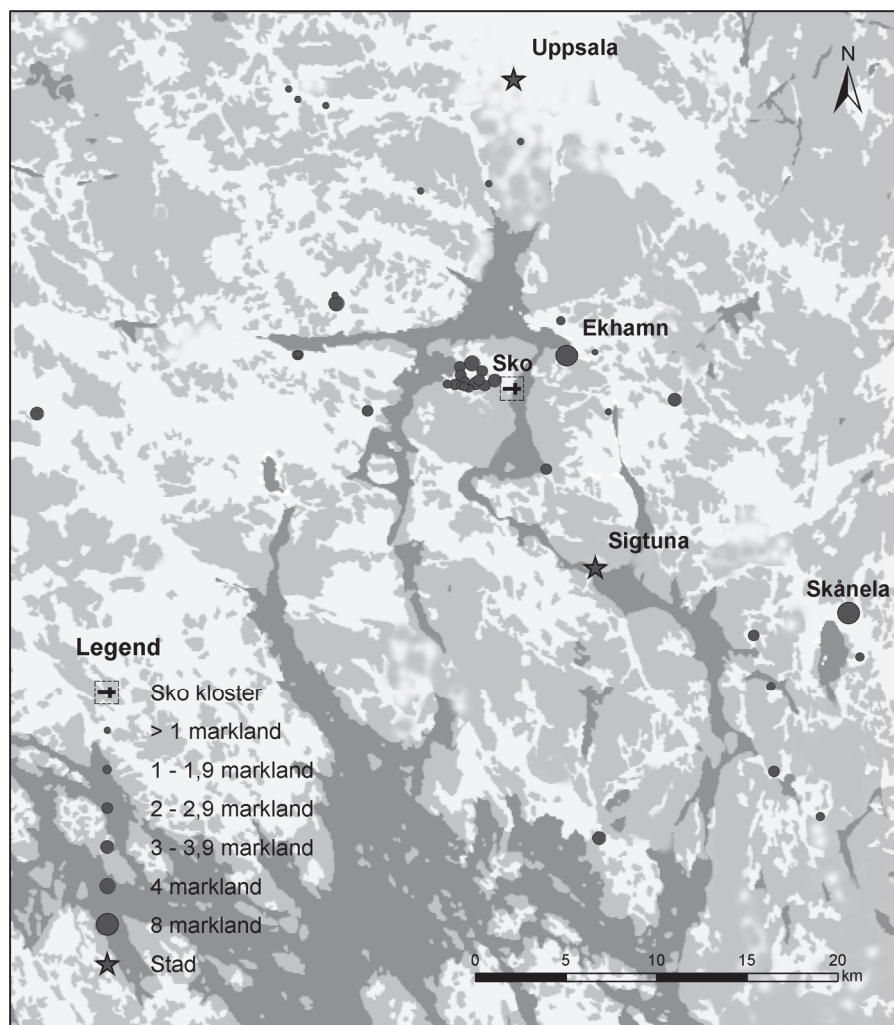 Uppsala
N
Ekhamn
Sko
Sigtuna
Skånela
Legend
Sko kloster
> 1 markland
1 - 1,9 markland
2 - 2,9 markland
3 - 3,9 markland
4 markland
8 markland
Stad
0 5 10 15 20
km